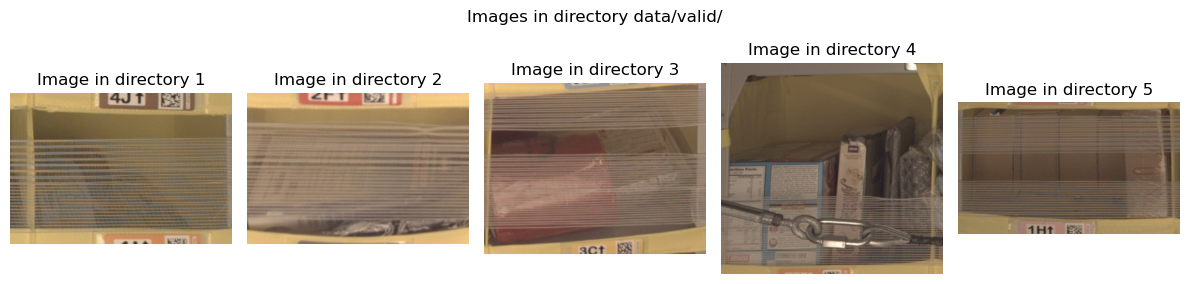 Images in directory data/valid/
Image in directory 1
Image in directory 2
Image in directory 3
Image in directory 4
Image in directory 5
4J↑
2F↑
3C↑
1H↑